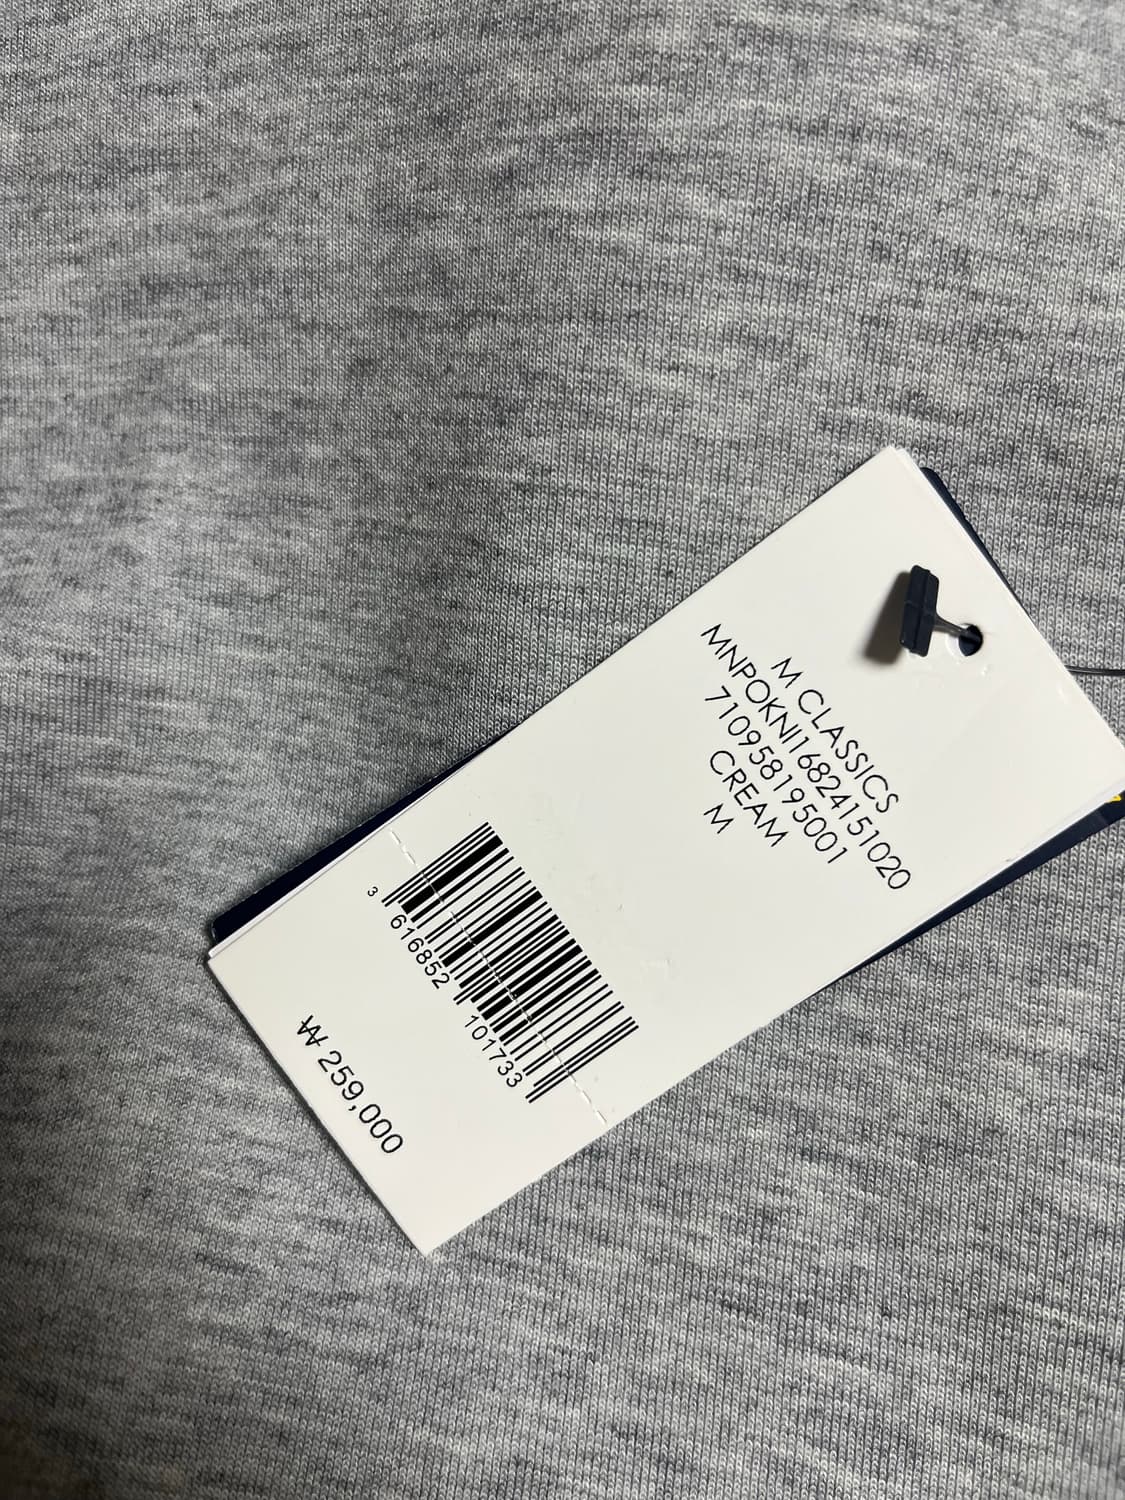 M CLASSICS
MNPOKNI16824151020
710958195001
CREAM
M
3 616852 101733
₩259,000